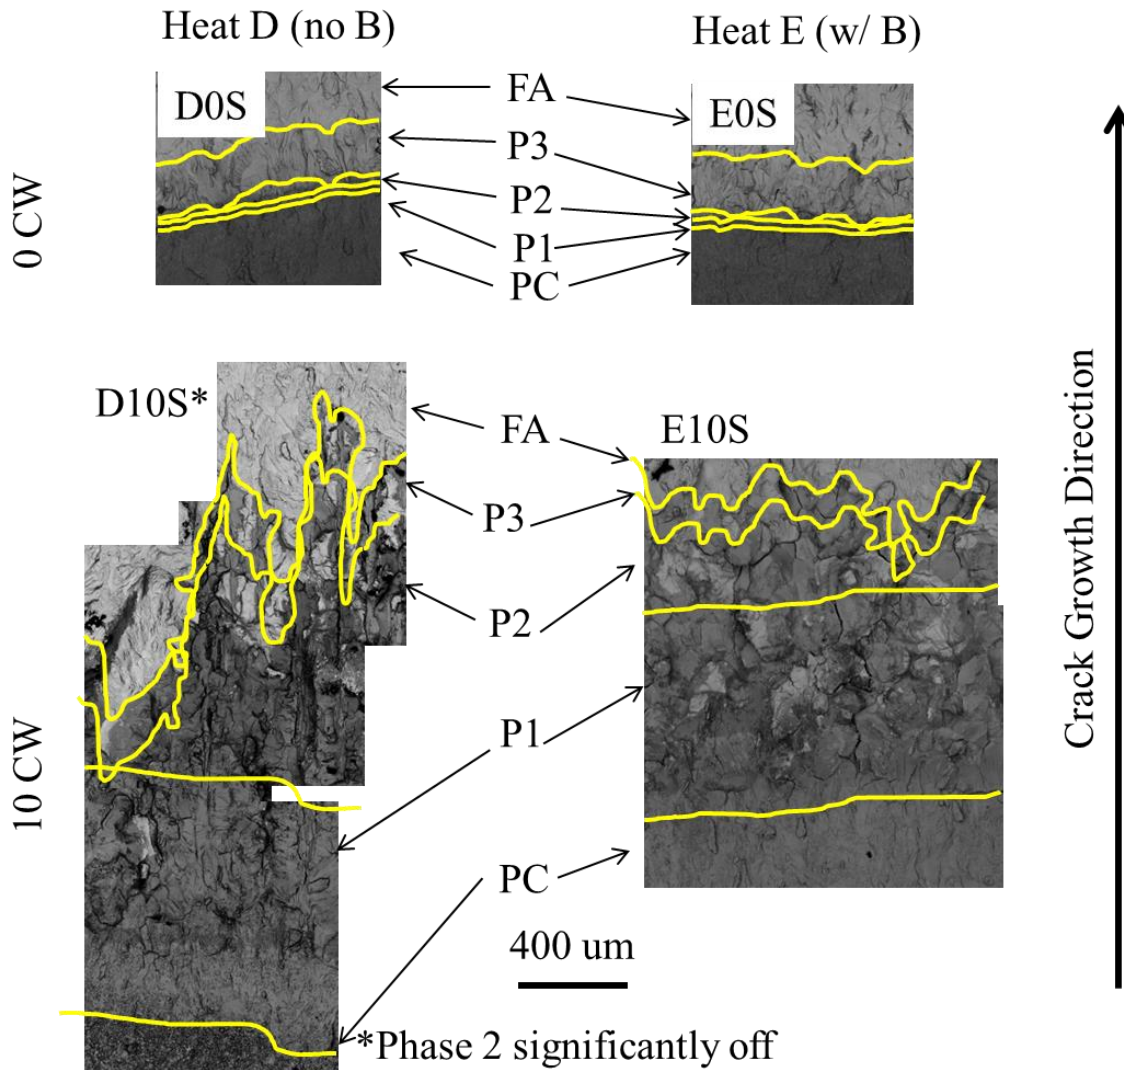 Heat D (no B)
Heat E (w/ B)
0 CW
D0S
FA
E0S
P3
P2
P1
PC
10 CW
D10S*
FA
E10S
P3
P2
P1
PC
400 um
*Phase 2 significantly off
Crack Growth Direction